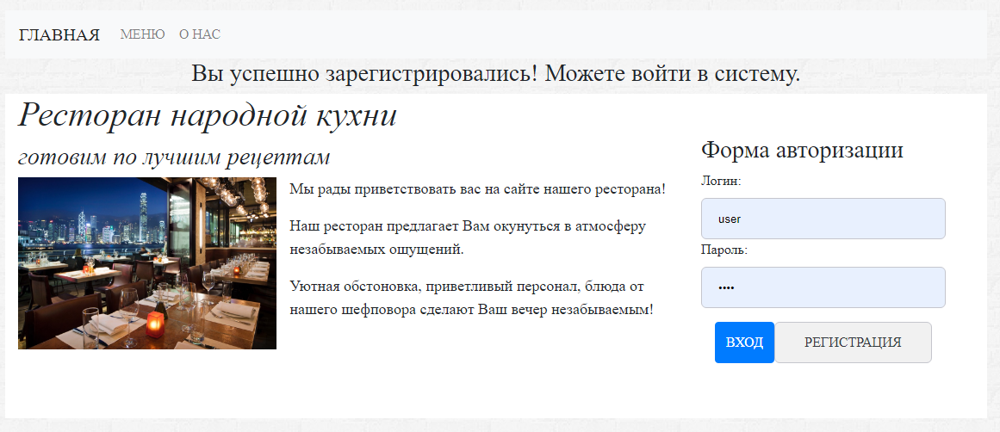 ГЛАВНАЯ МЕНЮ О НАС
Вы успешно зарегистрировались! Можете войти в систему.
Ресторан народной кухни
готовим по лучшим рецептам
Мы рады приветствовать вас на сайте нашего ресторана!
Наш ресторан предлагает Вам окунуться в атмосферу
незабываемых ощущений.
Уютная обстоновка, приветливый персонал, блюда от
нашего шефповора сделают Ваш вечер незабываемым!
Форма авторизации
Логин:
user
Пароль:
••••
ВХОД РЕГИСТРАЦИЯ